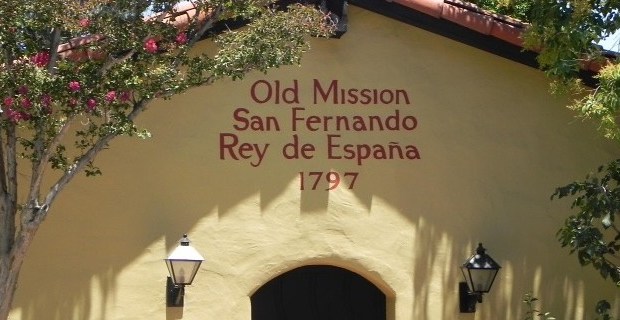 Old Mission
San Fernando
Rey de España
1797